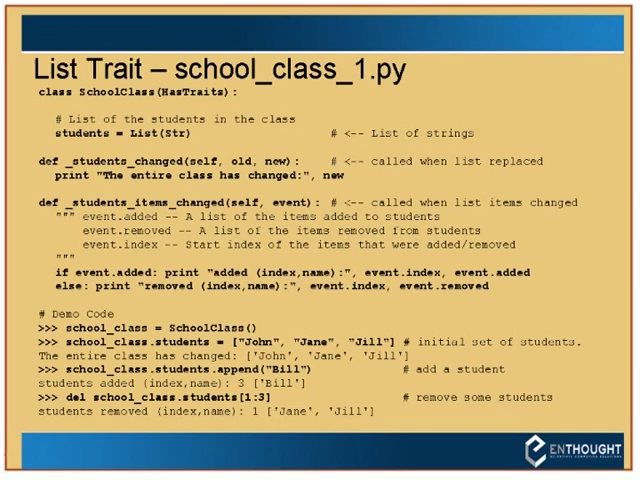 List Trait – school_class_1.py
class SchoolClass(HasTraits):
# List of the students in the class
students = List(Str) # <-- List of strings
def _students_changed(self, old, new): # <-- called when list replaced
print "The entire class has changed:", new
def _students_items_changed(self, event): # <-- called when list items changed
""" event.added -- A list of the items added to students
event.removed -- A list of the items removed from students
event.index -- Start index of the items that were added/removed
"""
if event.added: print "added (index,name):", event.index, event.added
else: print "removed (index,name):", event.index, event.removed
# Demo Code
>>> school_class = SchoolClass()
>>> school_class.students = ["John", "Jane", "Jill"] # initial set of students.
The entire class has changed: ['John', 'Jane', 'Jill']
>>> school_class.students.append("Bill") # add a student
students added (index,name): 3 ['Bill']
>>> del school_class.students[1:3] # remove some students
students removed (index,name): 1 ['Jane', 'Jill']
ENTHOUGHT
SCIENTIFIC COMPUTING SOLUTIONS